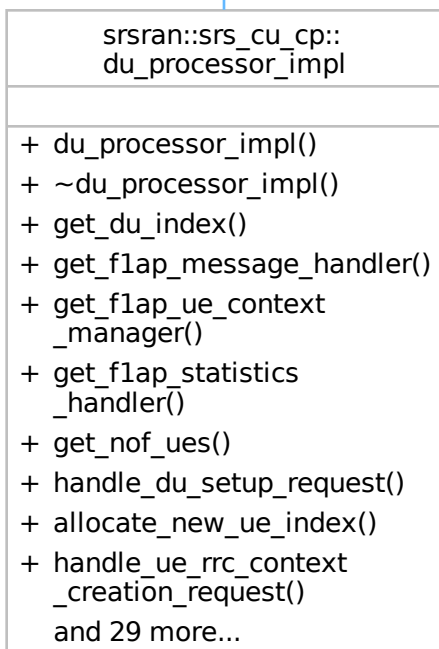 srsran::srs_cu_cp::
du_processor_impl
+ du_processor_impl()
+ ~du_processor_impl()
+ get_du_index()
+ get_f1ap_message_handler()
+ get_f1ap_ue_context
_manager()
+ get_f1ap_statistics
_handler()
+ get_nof_ues()
+ handle_du_setup_request()
+ allocate_new_ue_index()
+ handle_ue_rrc_context
_creation_request()
and 29 more...